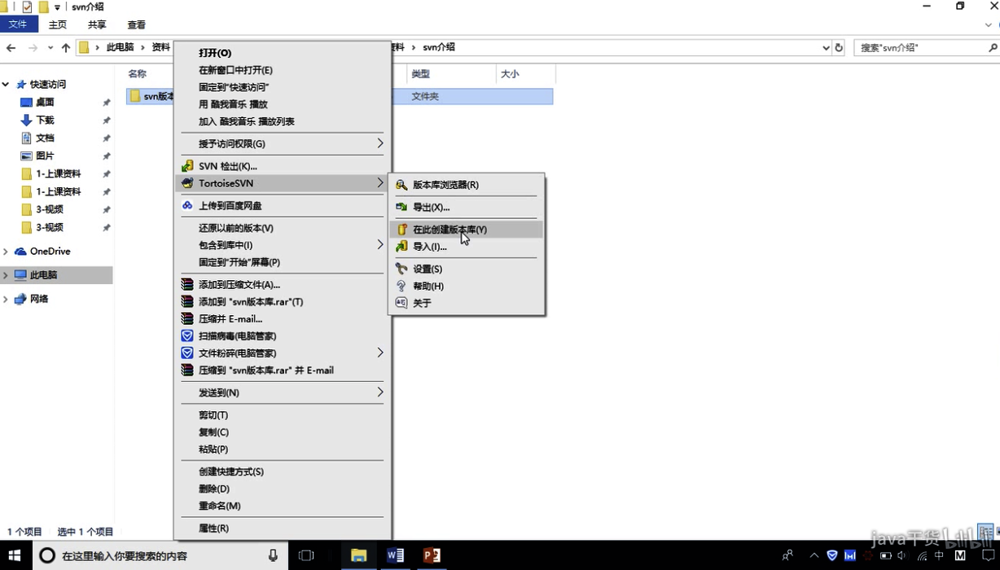 svn介绍
文件
主页
共享
查看
此电脑
资料
资料
svn介绍
搜索"svn介绍"
名称
类型
大小
快速访问
桌面
下载
文档
图片
1-上课资料
1-上课资料
3-视频
3-视频
OneDrive
此电脑
网络
svn版本
文件夹
打开(O)
在新窗口中打开(E)
固定到"快速访问"
用 酷我音乐 播放
加入 酷我音乐 播放列表
授予访问权限(G)
SVN 检出(K)...
TortoiseSVN
上传到百度网盘
还原以前的版本(V)
包含到库中(I)
固定到"开始"屏幕(P)
添加到压缩文件(A)...
添加到 "svn版本库.rar"(T)
压缩并 E-mail...
扫描病毒(电脑管家)
文件粉碎(电脑管家)
压缩到 "svn版本库.rar" 并 E-mail
发送到(N)
剪切(T)
复制(C)
粘贴(P)
创建快捷方式(S)
删除(D)
重命名(M)
属性(R)
版本库浏览器(R)
导出(X)...
在此创建版本库(Y)
导入(I)...
设置(S)
帮助(H)
关于
1 个项目
选中 1 个项目
java干货
bilibili
在这里输入你要搜索的内容
中
M